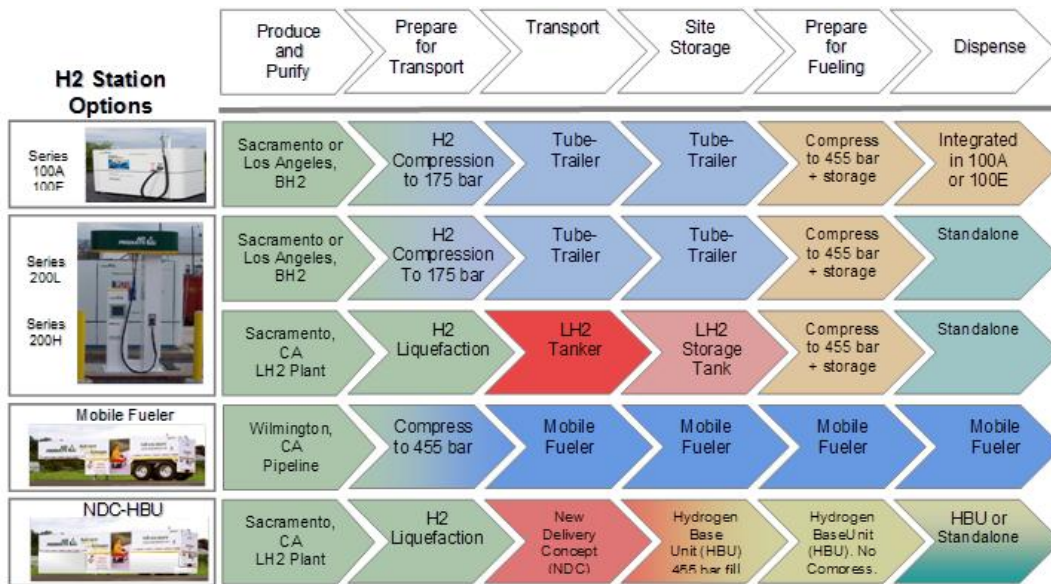 Produce
and
Purify
Prepare
for
Transport
Transport
Site
Storage
Prepare
for
Fueling
Dispense
H2 Station
Options
Series
100A
100E
Sacramento or
Los Angeles,
BH2
H2
Compression
to 175 bar
Tube-
Trailer
Tube-
Trailer
Compress
to 455 bar
+ storage
Integrated
in 100A
or 100E
Series
200L
Sacramento or
Los Angeles,
BH2
H2
Compression
To 175 bar
Tube-
Trailer
Tube-
Trailer
Compress
to 455 bar
+ storage
Standalone
Series
200H
Sacramento,
CA
LH2 Plant
H2
Liquefaction
LH2
Tanker
LH2
Storage
Tank
Compress
to 455 bar
+ storage
Standalone
Mobile Fueler
Wilmington,
CA
Pipeline
Compress
to 455 bar
Mobile
Fueler
Mobile
Fueler
Mobile
Fueler
Mobile
Fueler
NDC-HBU
Sacramento,
CA
LH2 Plant
H2
Liquefaction
New
Delivery
Concept
(NDC)
Hydrogen
Base
Unit (HBU)
455 bar fill
Hydrogen
BaseUnit
(HBU). No
Compress.
HBU or
Standalone